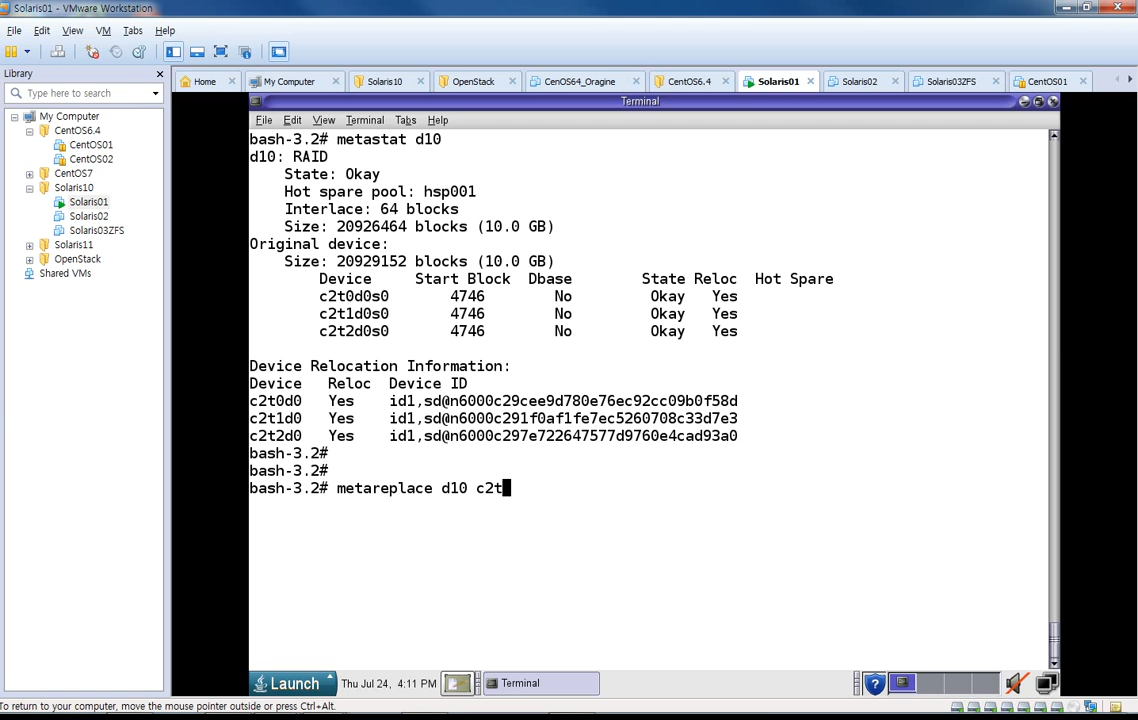 Solaris01 - VMware Workstation
File Edit View VM Tabs Help
Library
Type here to search
Home My Computer Solaris10 OpenStack CentOS64_Oragine CentOS6.4 Solaris01 Solaris02 Solaris03ZFS CentOS01
My Computer
CentOS6.4
CentOS01
CentOS02
CentOS7
Solaris10
Solaris01
Solaris02
Solaris03ZFS
Solaris11
OpenStack
Shared VMs
Terminal
File Edit View Terminal Tabs Help
bash-3.2# metastat d10
d10: RAID
State: Okay
Hot spare pool: hsp001
Interlace: 64 blocks
Size: 20926464 blocks (10.0 GB)
Original device:
Size: 20929152 blocks (10.0 GB)
Device Start Block Dbase State Reloc Hot Spare
c2t0d0s0 4746 No Okay Yes
c2t1d0s0 4746 No Okay Yes
c2t2d0s0 4746 No Okay Yes
Device Relocation Information:
Device Reloc Device ID
c2t0d0 Yes id1,sd@n6000c29cee9d780e76ec92cc09b0f58d
c2t1d0 Yes id1,sd@n6000c291f0af1fe7ec5260708c33d7e3
c2t2d0 Yes id1,sd@n6000c297e722647577d9760e4cad93a0
bash-3.2#
bash-3.2#
bash-3.2# metareplace d10 c2t
Launch Thu Jul 24, 4:11 PM Terminal
To return to your computer, move the mouse pointer outside or press Ctrl+Alt.